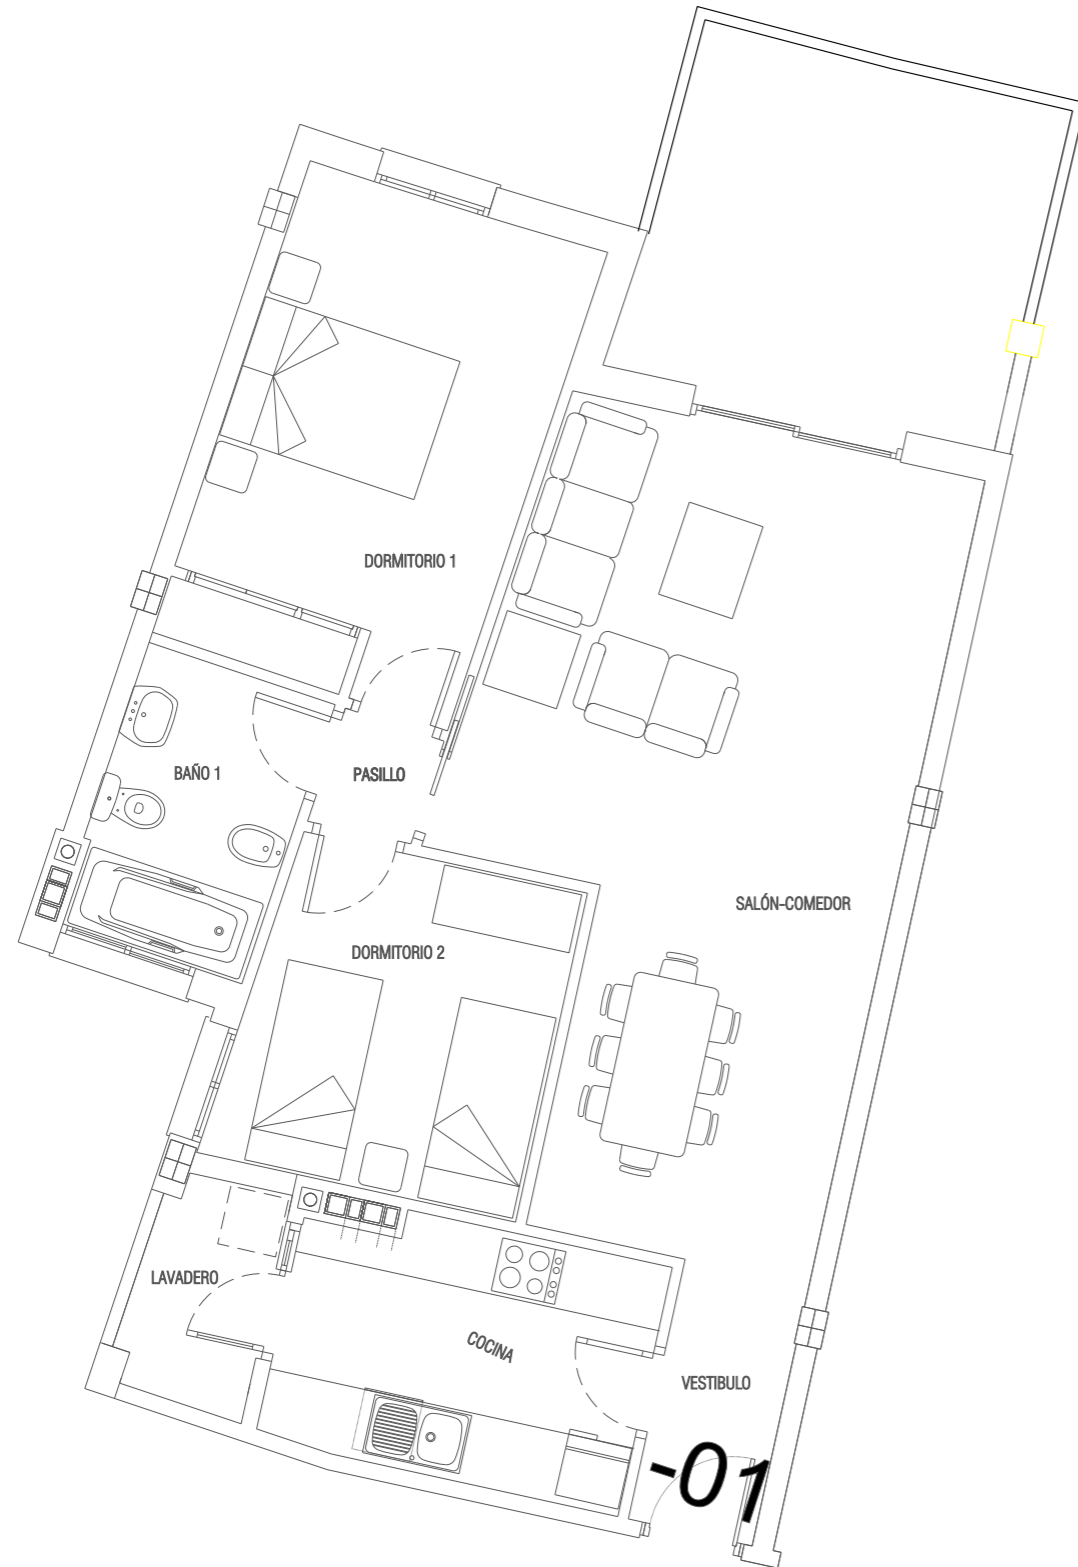 DORMITORIO 1
BAÑO 1
PASILLO
SALÓN-COMEDOR
DORMITORIO 2
LAVADERO
COCINA
VESTIBULO
-01